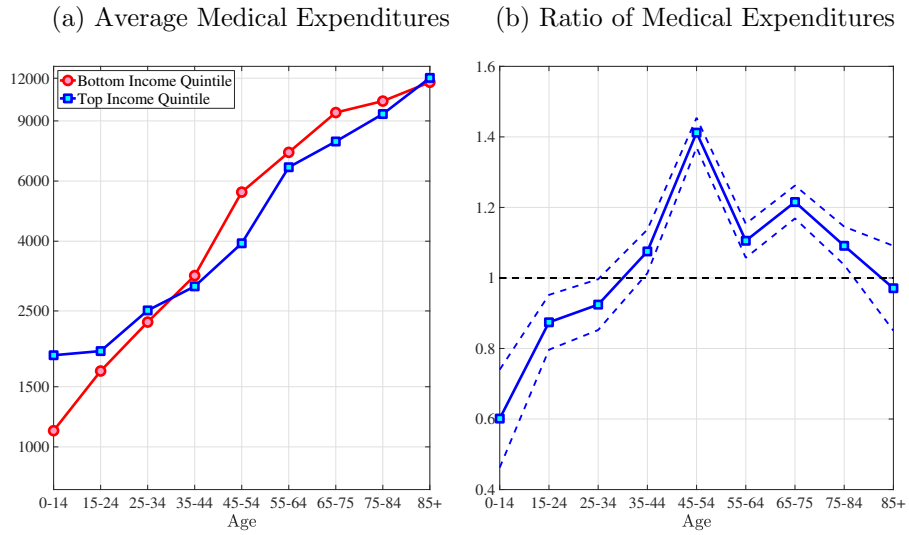 (a) Average Medical Expenditures
12000
9000
6000
4000
2500
1500
1000
Bottom Income Quintile
Top Income Quintile
0-14 15-24 25-34 35-44 45-54 55-64 65-75 75-84 85+
Age
(b) Ratio of Medical Expenditures
1.6
1.4
1.2
1
0.8
0.6
0.4
0-14 15-24 25-34 35-44 45-54 55-64 65-75 75-84 85+
Age